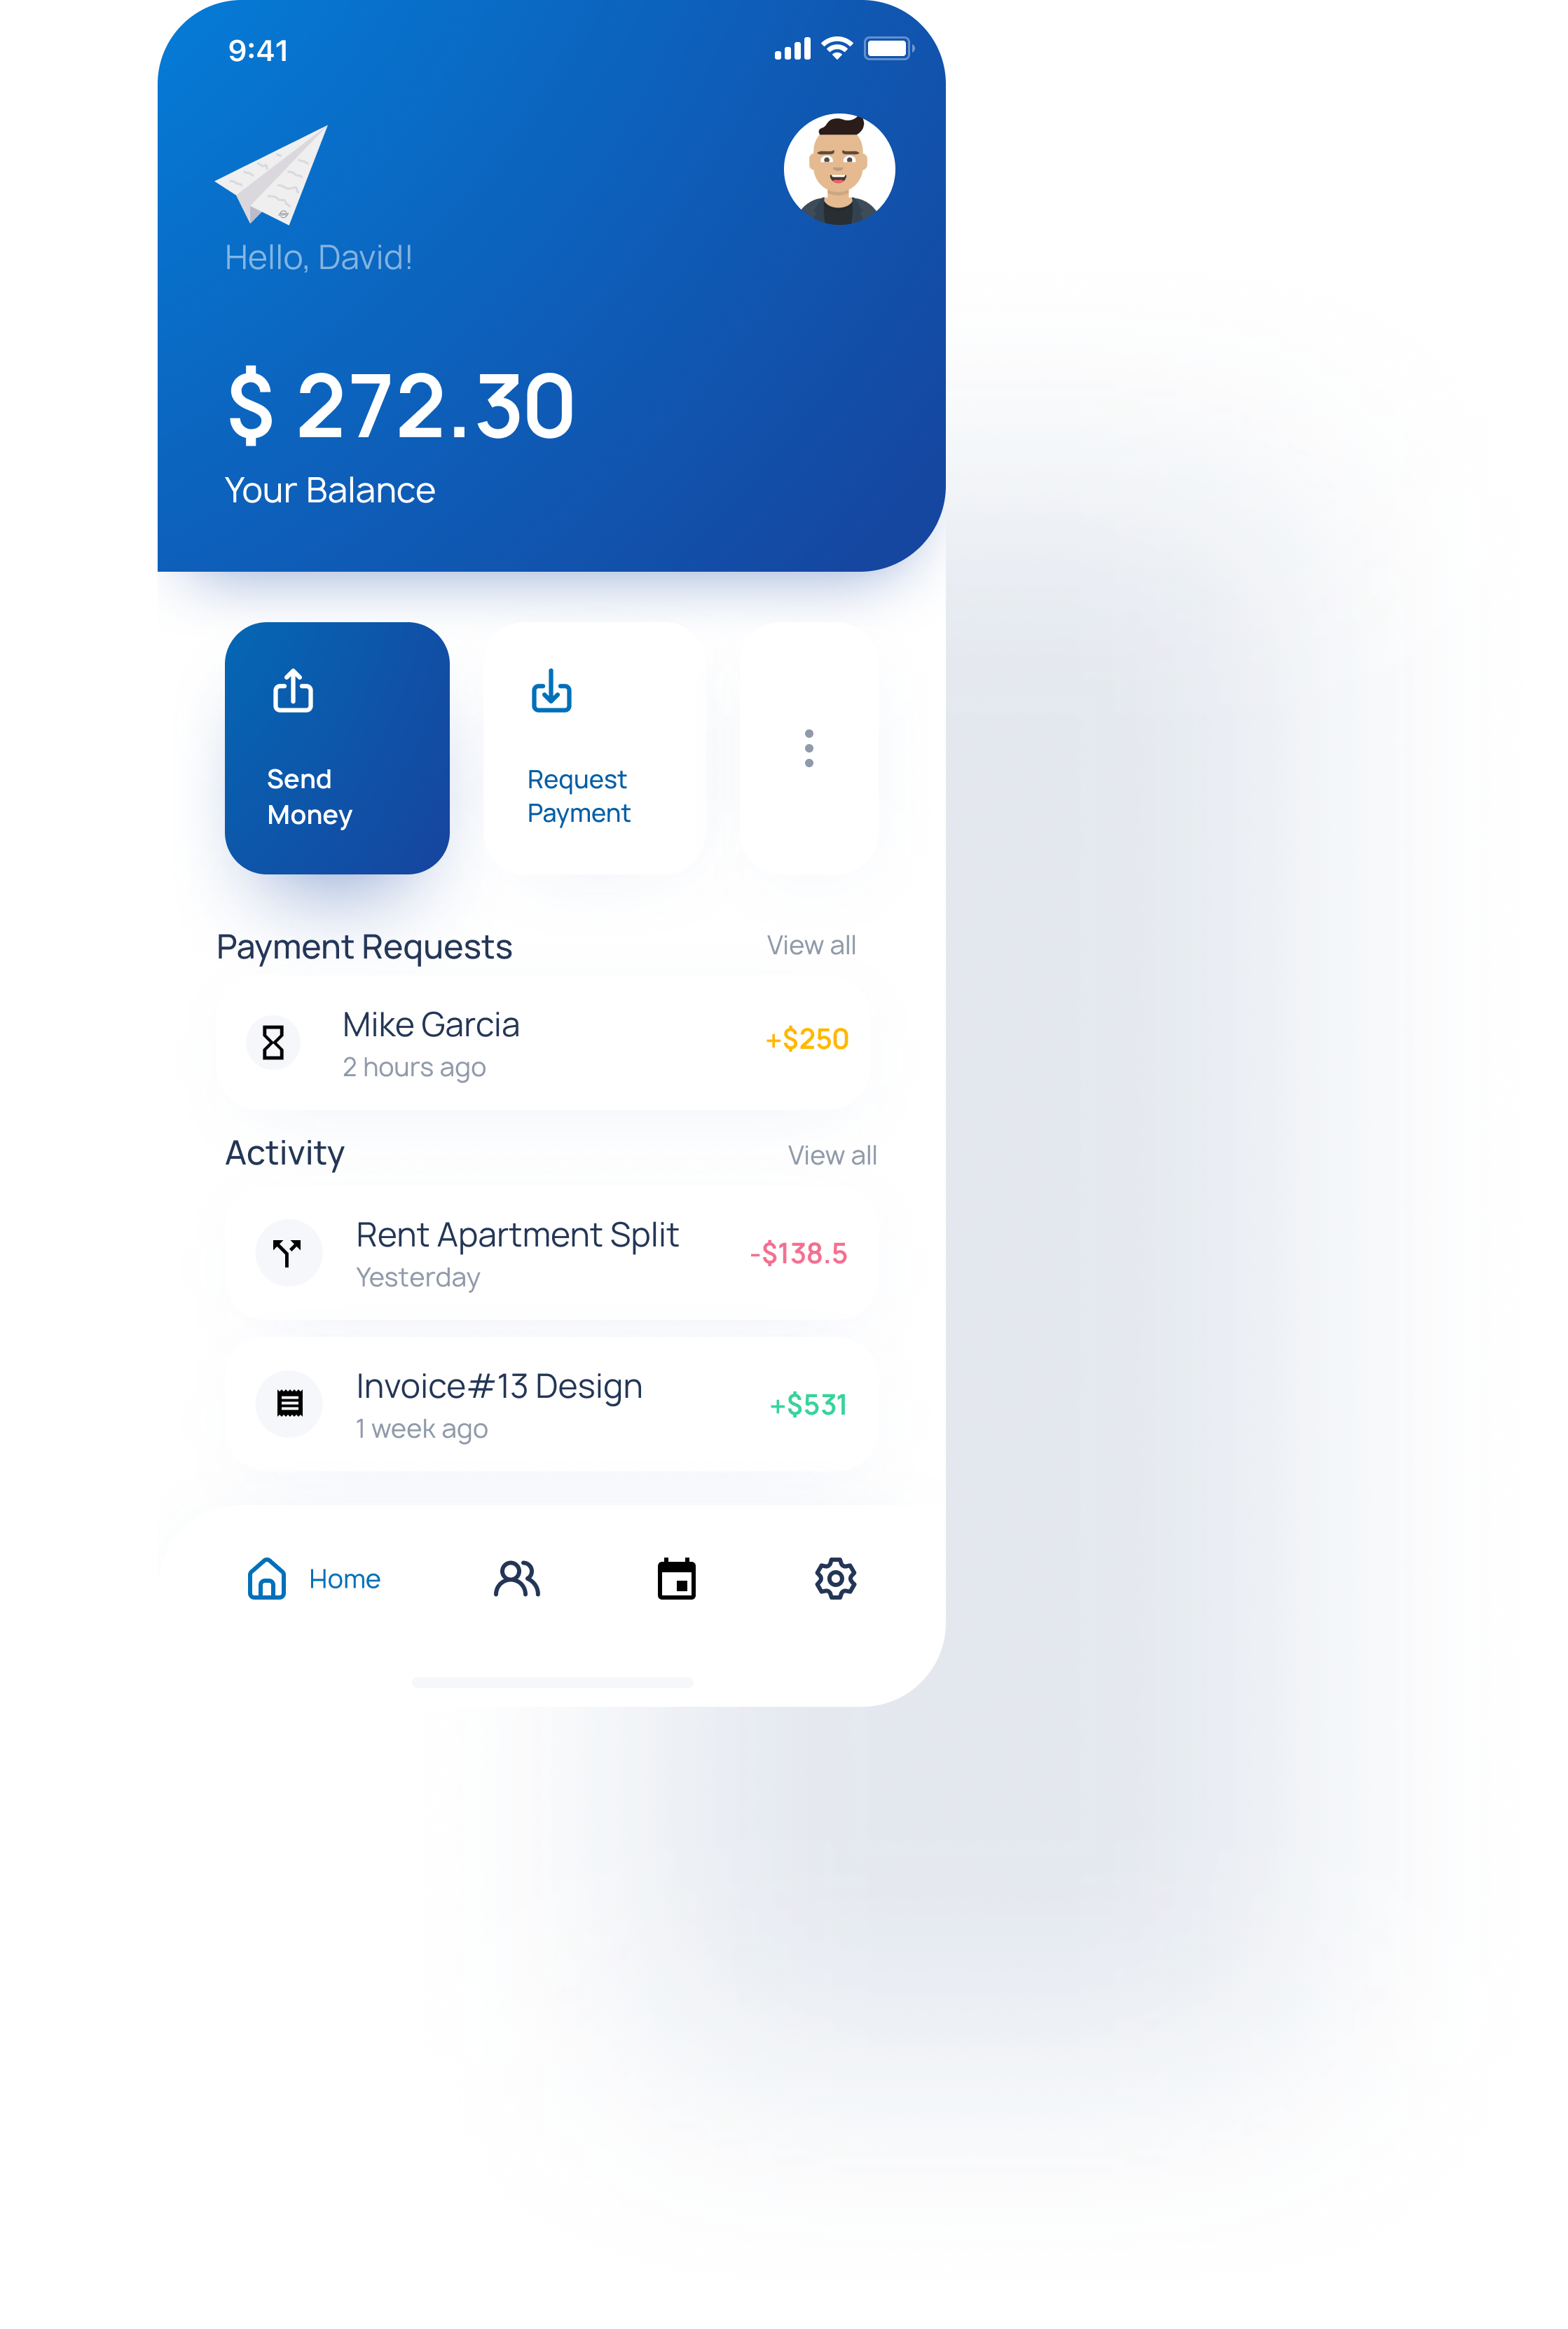 9:41
Hello, David!
$ 272.30
Your Balance
Send
Money
Request
Payment
Payment Requests
View all
Mike Garcia
2 hours ago
+$250
Activity
View all
Rent Apartment Split
Yesterday
-$138.5
Invoice#13 Design
1 week ago
+$531
Home